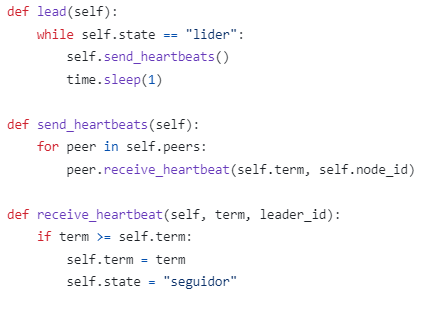 def lead(self):
    while self.state == "lider":
        self.send_heartbeats()
        time.sleep(1)

def send_heartbeats(self):
    for peer in self.peers:
        peer.receive_heartbeat(self.term, self.node_id)

def receive_heartbeat(self, term, leader_id):
    if term >= self.term:
        self.term = term
        self.state = "seguidor"